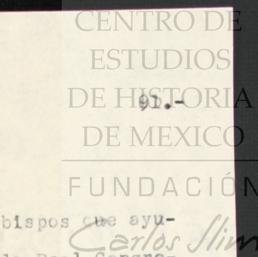 CENTRO DE
ESTUDIOS
DE HISTORIA
DE MEXICO
91.-
FUNDACIÓN
bispos que ayu-
Carlos Slim